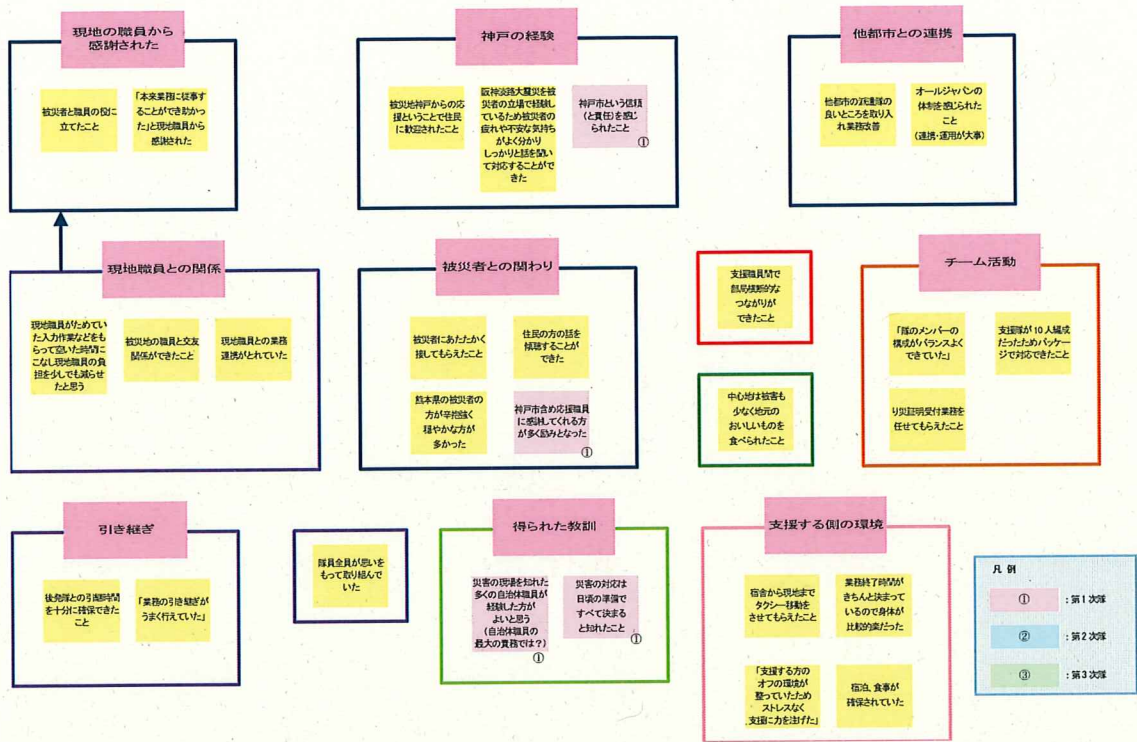 現地の職員から
感謝された
被災者と職員の役に
立てたこと
「本来業務に従事す
ることができ助かっ
た」と現地職員から
感謝された
神戸の経験
被災地神戸からの応
援ということで住民
に歓迎されたこと
阪神淡路大震災を被
災者の立場で経験し
ているため被災者の
疲れや不安な気持ち
がよく分かり
しっかりと話を聞い
て対応することがで
きた
神戸市という信頼
(と責任)を感じ
られたこと
①
他都市との連携
他都市の派遣隊の
良いところを取り入
れ業務改善
オールジャパンの
体制を感じられた
こと
(連携・運用が大事)
現地職員との関係
現地職員がためてい
た入力作業などをも
らって空いた時間に
こなし現地職員の負
担を少しでも減らせ
たと思う
被災地の職員と交友
関係ができたこと
現地職員との業務
連携がとれていた
被災者との関わり
被災者にあたたかく
接してもらえたこと
住民の方の話を
傾聴することが
できた
熊本県の被災者の
方が辛抱強く
穏やかな方が
多かった
神戸市含め応援職員
に感謝してくれる方
が多く励みとなった
①
支援職員間で
部局横断的な
つながりが
できたこと
中心地は被害も
少なく地元の
おいしいものを
食べられたこと
チーム活動
「隊のメンバーの
構成がバランスよく
できていた」
支援隊が10人編成
だったためパッケー
ジで対応できたこと
り災証明受付業務を
任せてもらえたこと
引き継ぎ
後発隊との引継時間
を十分に確保できた
こと
「業務の引き継ぎが
うまく行えていた」
隊員全員が思いを
もって取り組んで
いた
得られた教訓
災害の現場を知れた
多くの自治体職員が
経験した方が
よいと思う
(自治体職員の
最大の責務では?)
①
災害の対応は
日頃の準備で
すべて決まる
と知れたこと
①
支援する側の環境
宿舎から現地まで
タクシー移動を
させてもらえたこと
業務終了時間が
きちんと決まって
いるので身体が
比較的楽だった
「支援する方の
オフの環境が
整っていたため
ストレスなく
支援に力を注げた」
宿泊、食事が
確保されていた
凡例
① :第1次隊
② :第2次隊
③ :第3次隊